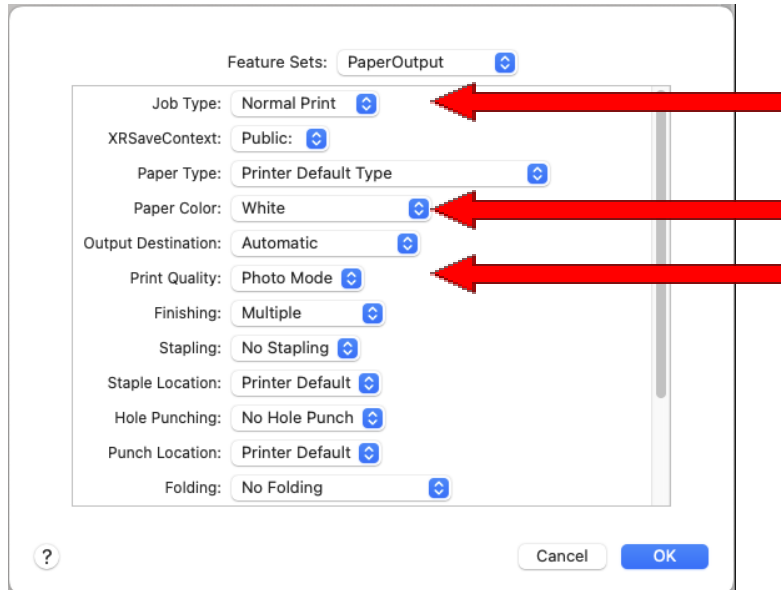 Feature Sets: PaperOutput
Job Type: Normal Print
XRSaveContext: Public:
Paper Type: Printer Default Type
Paper Color: White
Output Destination: Automatic
Print Quality: Photo Mode
Finishing: Multiple
Stapling: No Stapling
Staple Location: Printer Default
Hole Punching: No Hole Punch
Punch Location: Printer Default
Folding: No Folding
? Cancel OK